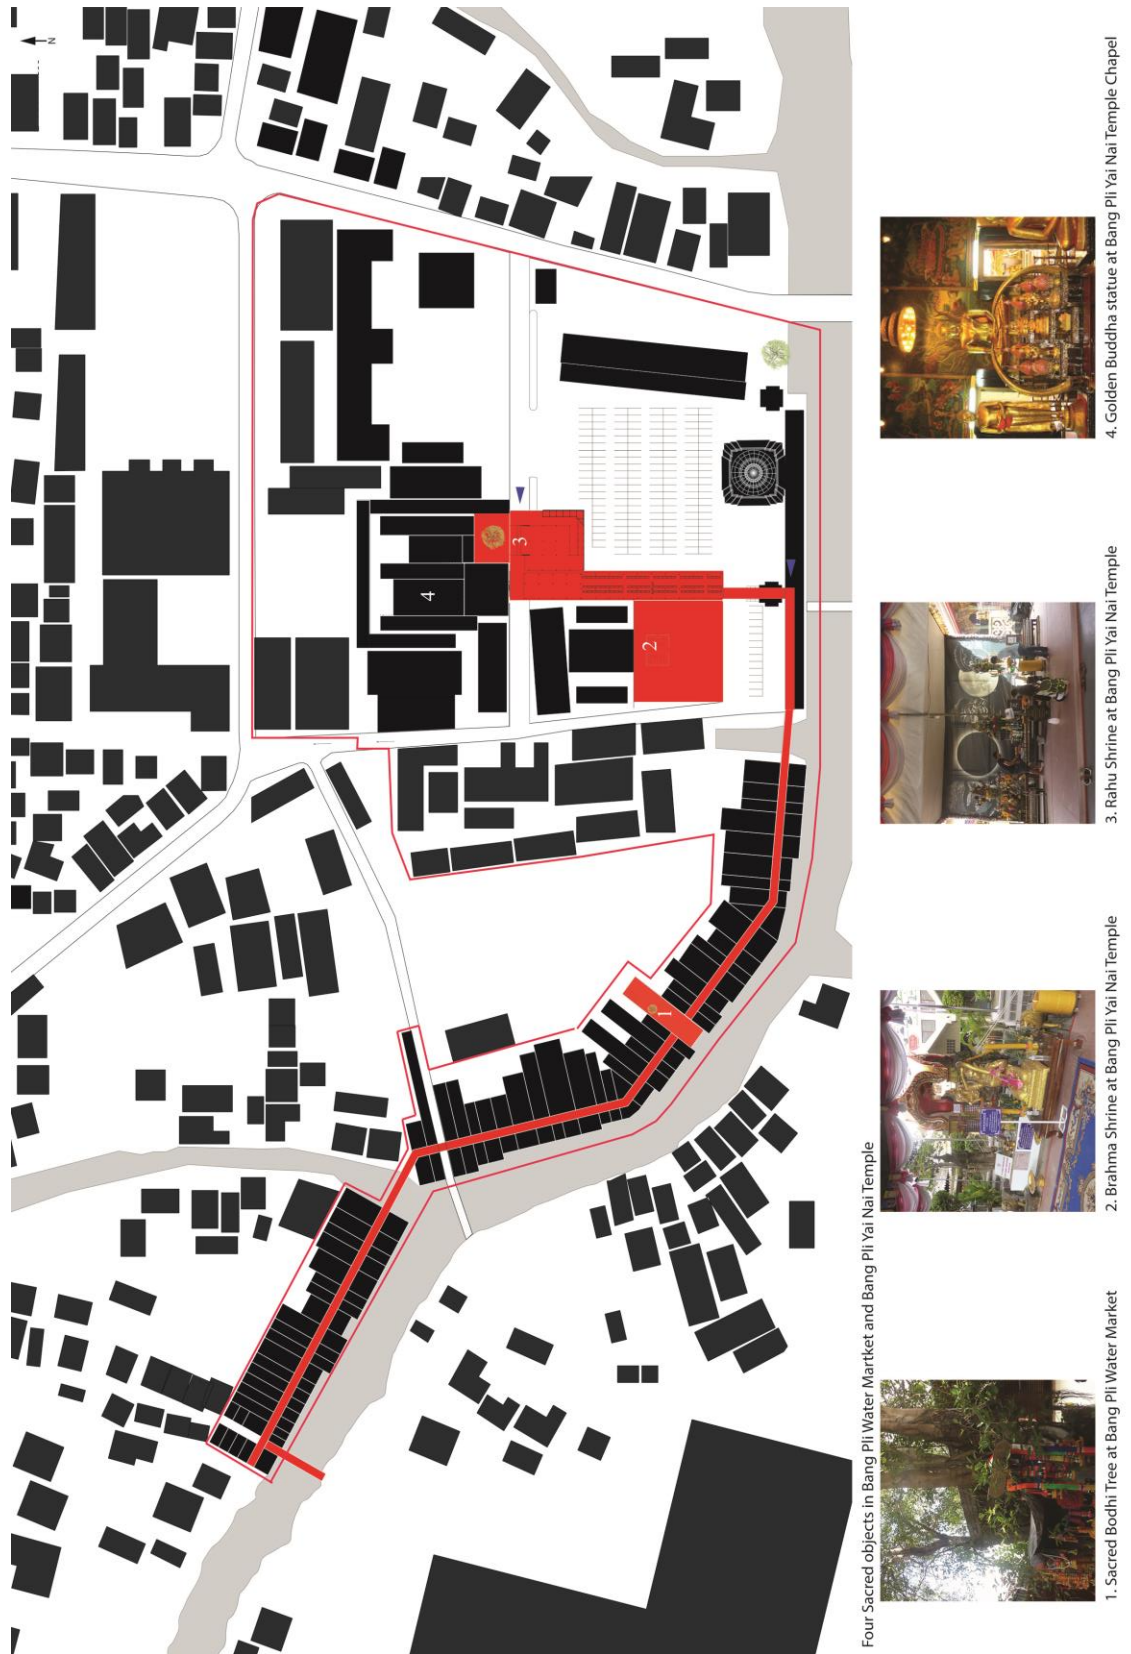 N
4
3
2
1
Four Sacred objects in Bang Pli Water Martket and Bang Pli Yai Nai Temple
1. Sacred Bodhi Tree at Bang Pli Water Market
2. Brahma Shrine at Bang Pli Yai Nai Temple
3. Rahu Shrine at Bang Pli Yai Nai Temple
4. Golden Buddha statue at Bang Pli Yai Nai Temple Chapel